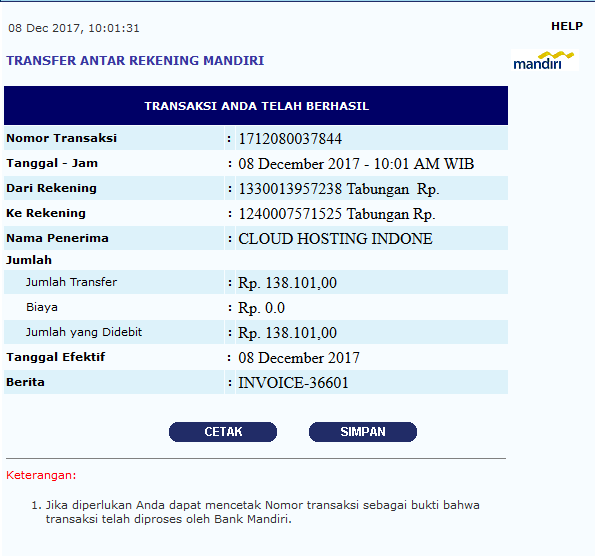 08 Dec 2017, 10:01:31
HELP
TRANSFER ANTAR REKENING MANDIRI
mandiri
TRANSAKSI ANDA TELAH BERHASIL
Nomor Transaksi : 1712080037844
Tanggal - Jam : 08 December 2017 - 10:01 AM WIB
Dari Rekening : 1330013957238 Tabungan Rp.
Ke Rekening : 1240007571525 Tabungan Rp.
Nama Penerima : CLOUD HOSTING INDONE
Jumlah
Jumlah Transfer : Rp. 138.101,00
Biaya : Rp. 0.0
Jumlah yang Didebit : Rp. 138.101,00
Tanggal Efektif : 08 December 2017
Berita : INVOICE-36601
CETAK SIMPAN
Keterangan:
1. Jika diperlukan Anda dapat mencetak Nomor transaksi sebagai bukti bahwa
transaksi telah diproses oleh Bank Mandiri.